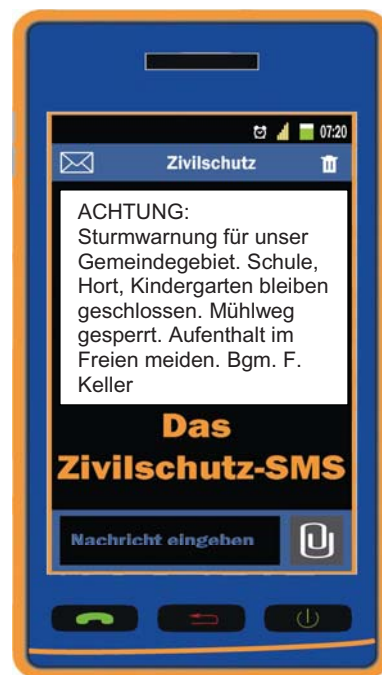 07:20
Zivilschutz
ACHTUNG:
Sturmwarnung für unser
Gemeindegebiet. Schule,
Hort, Kindergarten bleiben
geschlossen. Mühlweg
gesperrt. Aufenthalt im
Freien meiden. Bgm. F.
Keller
Das
Zivilschutz-SMS
Nachricht eingeben